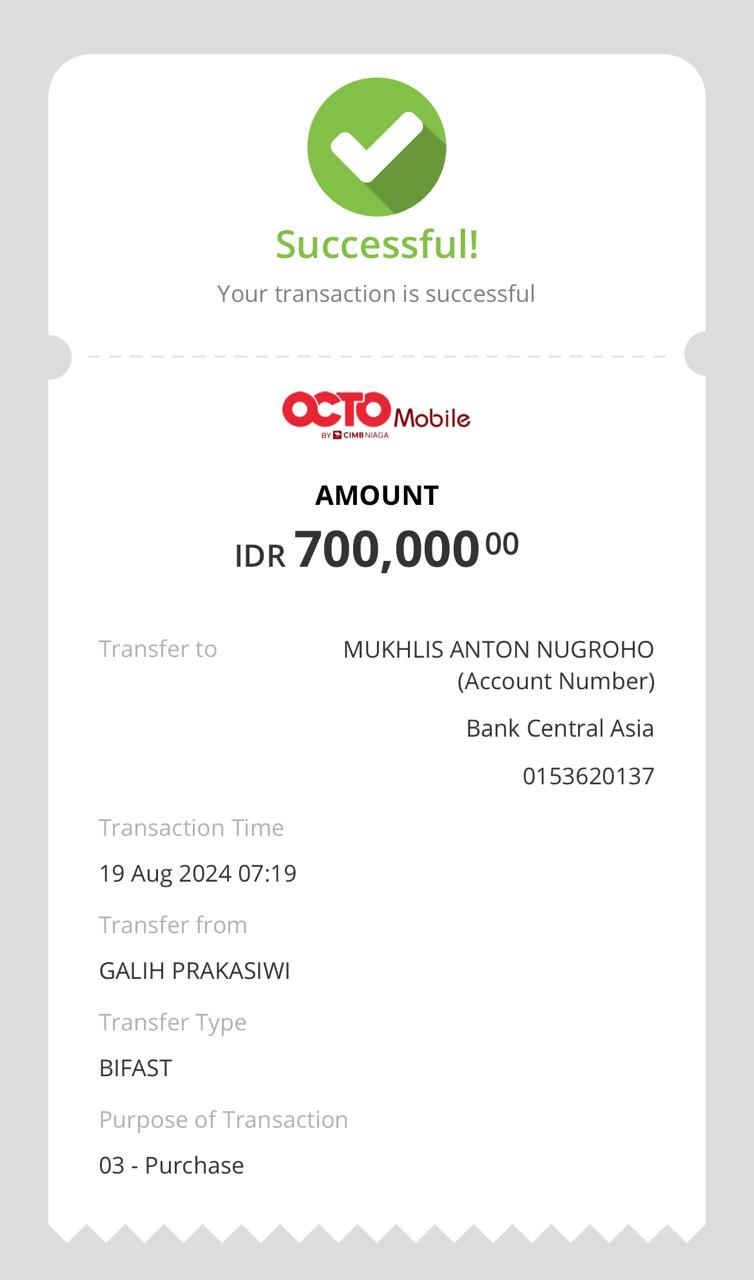 Successful!
Your transaction is successful
OCTO Mobile
BY CIMB NIAGA
AMOUNT
IDR 700,000 00
Transfer to
MUKHLIS ANTON NUGROHO
(Account Number)
Bank Central Asia
0153620137
Transaction Time
19 Aug 2024 07:19
Transfer from
GALIH PRAKASIWI
Transfer Type
BIFAST
Purpose of Transaction
03 - Purchase